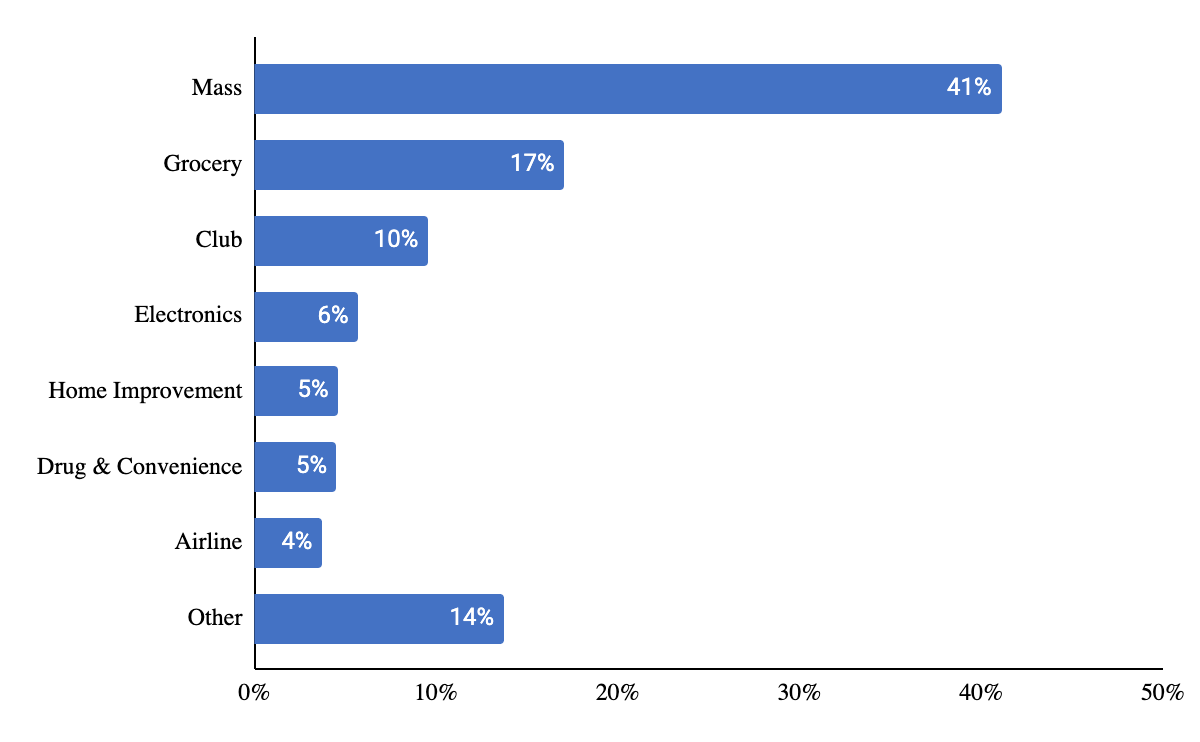 Mass 41%
Grocery 17%
Club 10%
Electronics 6%
Home Improvement 5%
Drug & Convenience 5%
Airline 4%
Other 14%
0% 10% 20% 30% 40% 50%